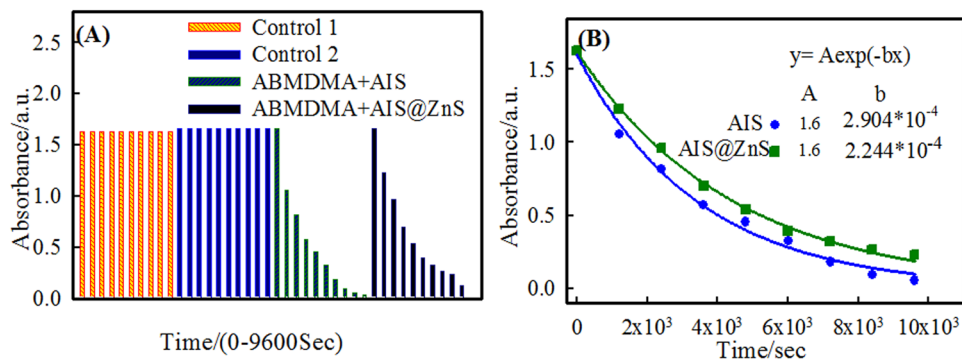 (A)
Control 1
Control 2
ABMDMA+AIS
ABMDMA+AIS@ZnS
Absorbance/a.u.
2.5
2.0
1.5
1.0
0.5
0.0
Time/(0-9600Sec)
(B)
y= Aexp(-bx)
A b
AIS 1.6 2.904*10⁻⁴
AIS@ZnS 1.6 2.244*10⁻⁴
Absorbance/a.u.
1.5
1.0
0.5
0.0
0 2x10³ 4x10³ 6x10³ 8x10³ 10x10³
Time/sec